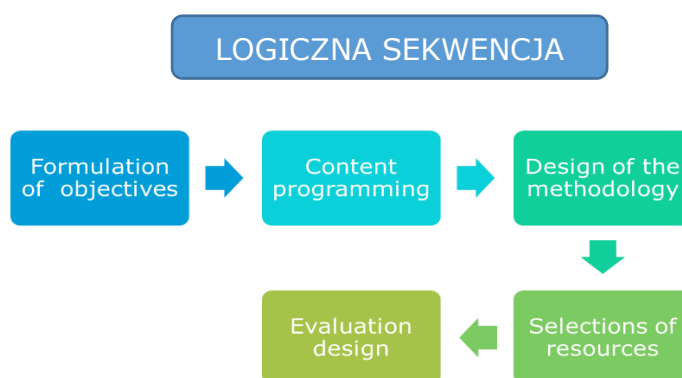 LOGICZNA SEKWENCJA
Formulation
of objectives
Content
programming
Design of the
methodology
Selections of
resources
Evaluation
design